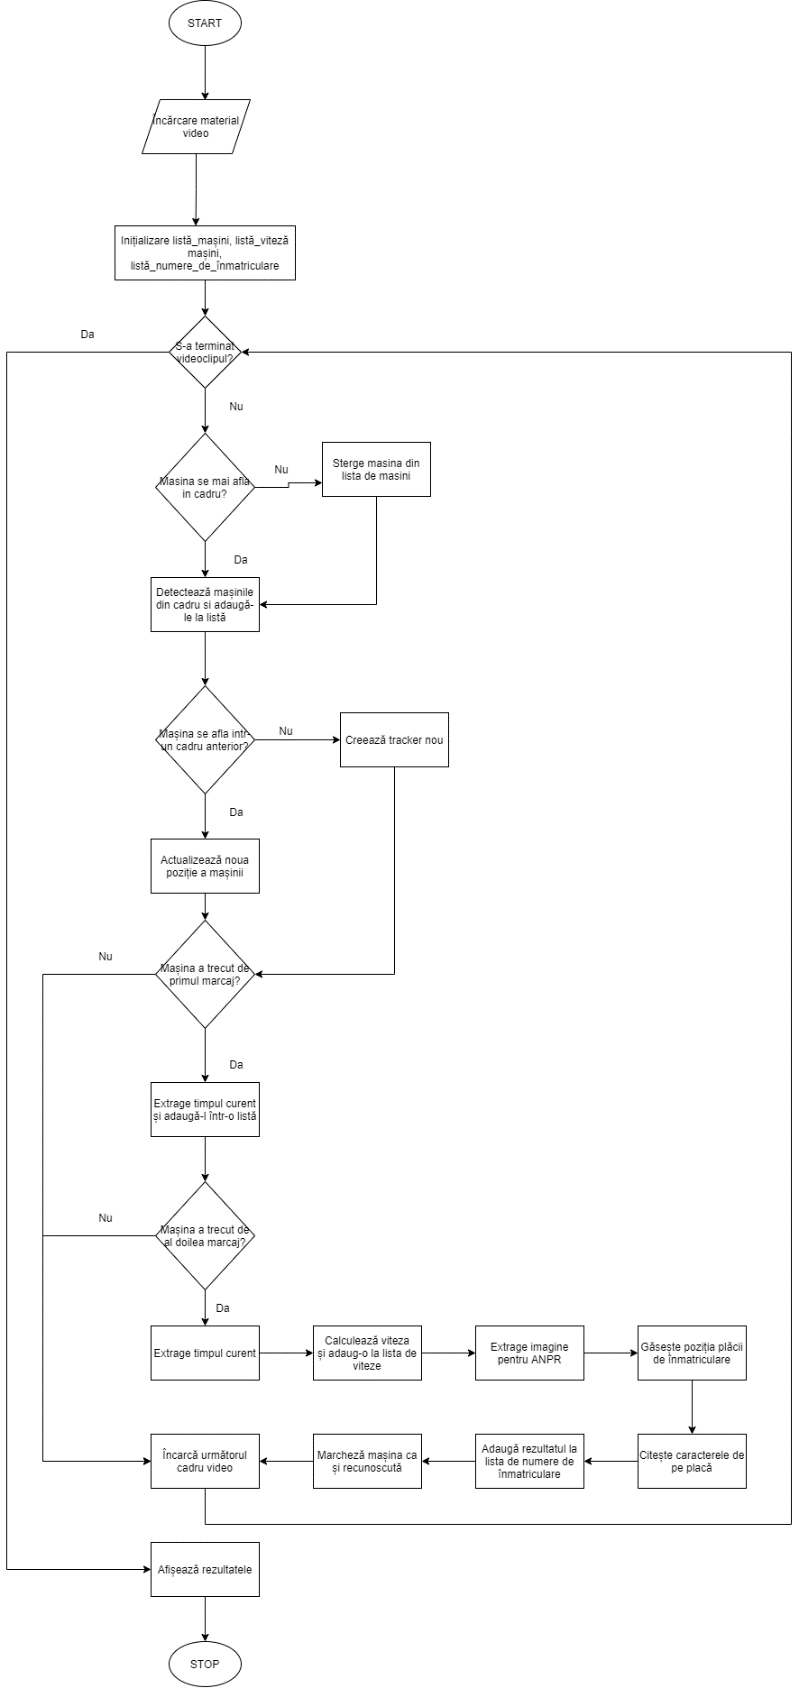 START
Încărcare material
video
Inițializare listă_mașini, listă_viteză
mașini,
listă_numere_de_înmatriculare
Da
S-a terminat
videoclipul?
Nu
Masina se mai afla
in cadru?
Nu
Sterge masina din
lista de masini
Da
Detectează mașinile
din cadru si adaugă-
le la listă
Mașina se afla intr-
un cadru anterior?
Nu
Creează tracker nou
Da
Actualizează noua
poziție a mașinii
Nu
Mașina a trecut de
primul marcaj?
Da
Extrage timpul curent
și adaugă-l într-o listă
Nu
Mașina a trecut de
al doilea marcaj?
Da
Extrage timpul curent
Calculează viteza
și adaug-o la lista de
viteze
Extrage imagine
pentru ANPR
Găsește poziția plăcii
de înmatriculare
Încarcă următorul
cadru video
Marcheză mașina ca
și recunoscută
Adaugă rezultatul la
lista de numere de
înmatriculare
Citește caracterele de
pe placă
Afișează rezultatele
STOP